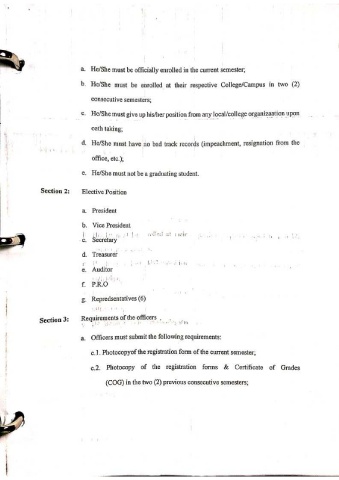 a. He/She must be officially enrolled in the current semester;
b. He/She must be enrolled at their respective College/Campus in two (2)
consecutive semesters;
c. He/She must give up his/her position from any local/college organization upon
oath taking;
d. He/She must have no bad track records (impeachment, resignation from the
office, etc.);
e. He/She must not be a graduating student.
Section 2: Elective Position
a. President
b. Vice President
c. Secretary
d. Treasurer
e. Auditor
f. P.R.O
g. Representatives (6)
Section 3: Requirements of the officers
a. Officers must submit the following requirements:
c.1. Photocopyof the registration form of the current semester;
c.2. Photocopy of the registration forms & Certificate of Grades
(COG) in the two (2) previous consecutive semesters;